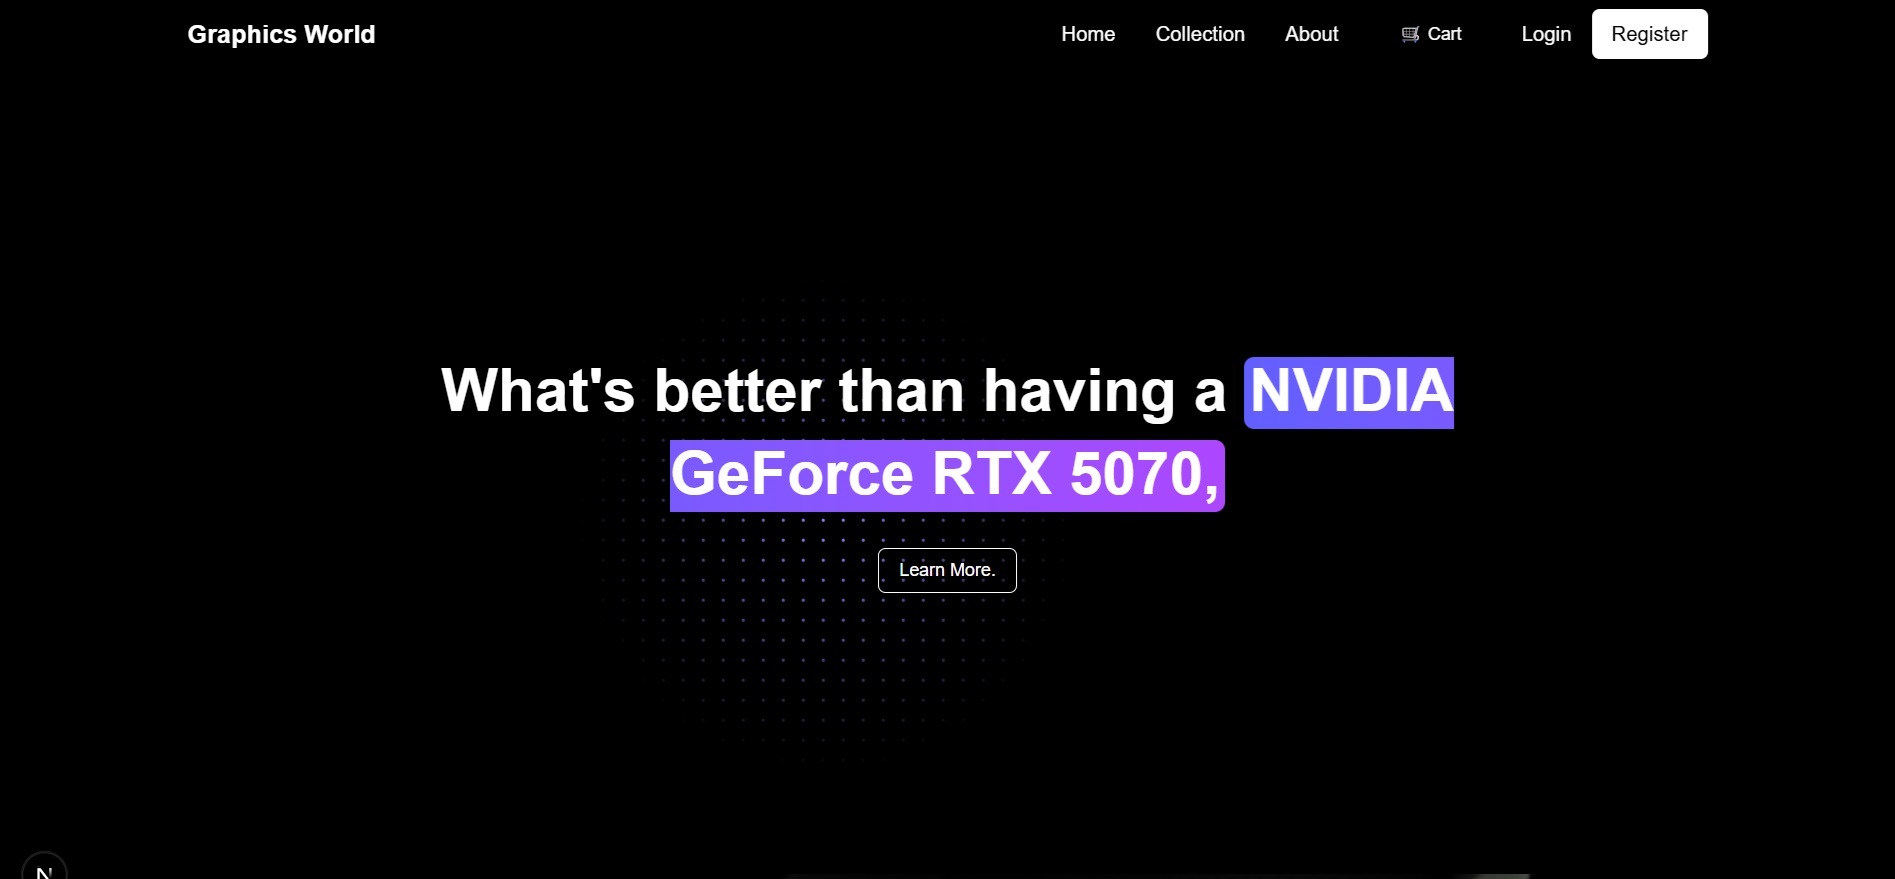 Graphics World
Home
Collection
About
🛒 Cart
Login
Register
What's better than having a NVIDIA
GeForce RTX 5070,
Learn More.
N